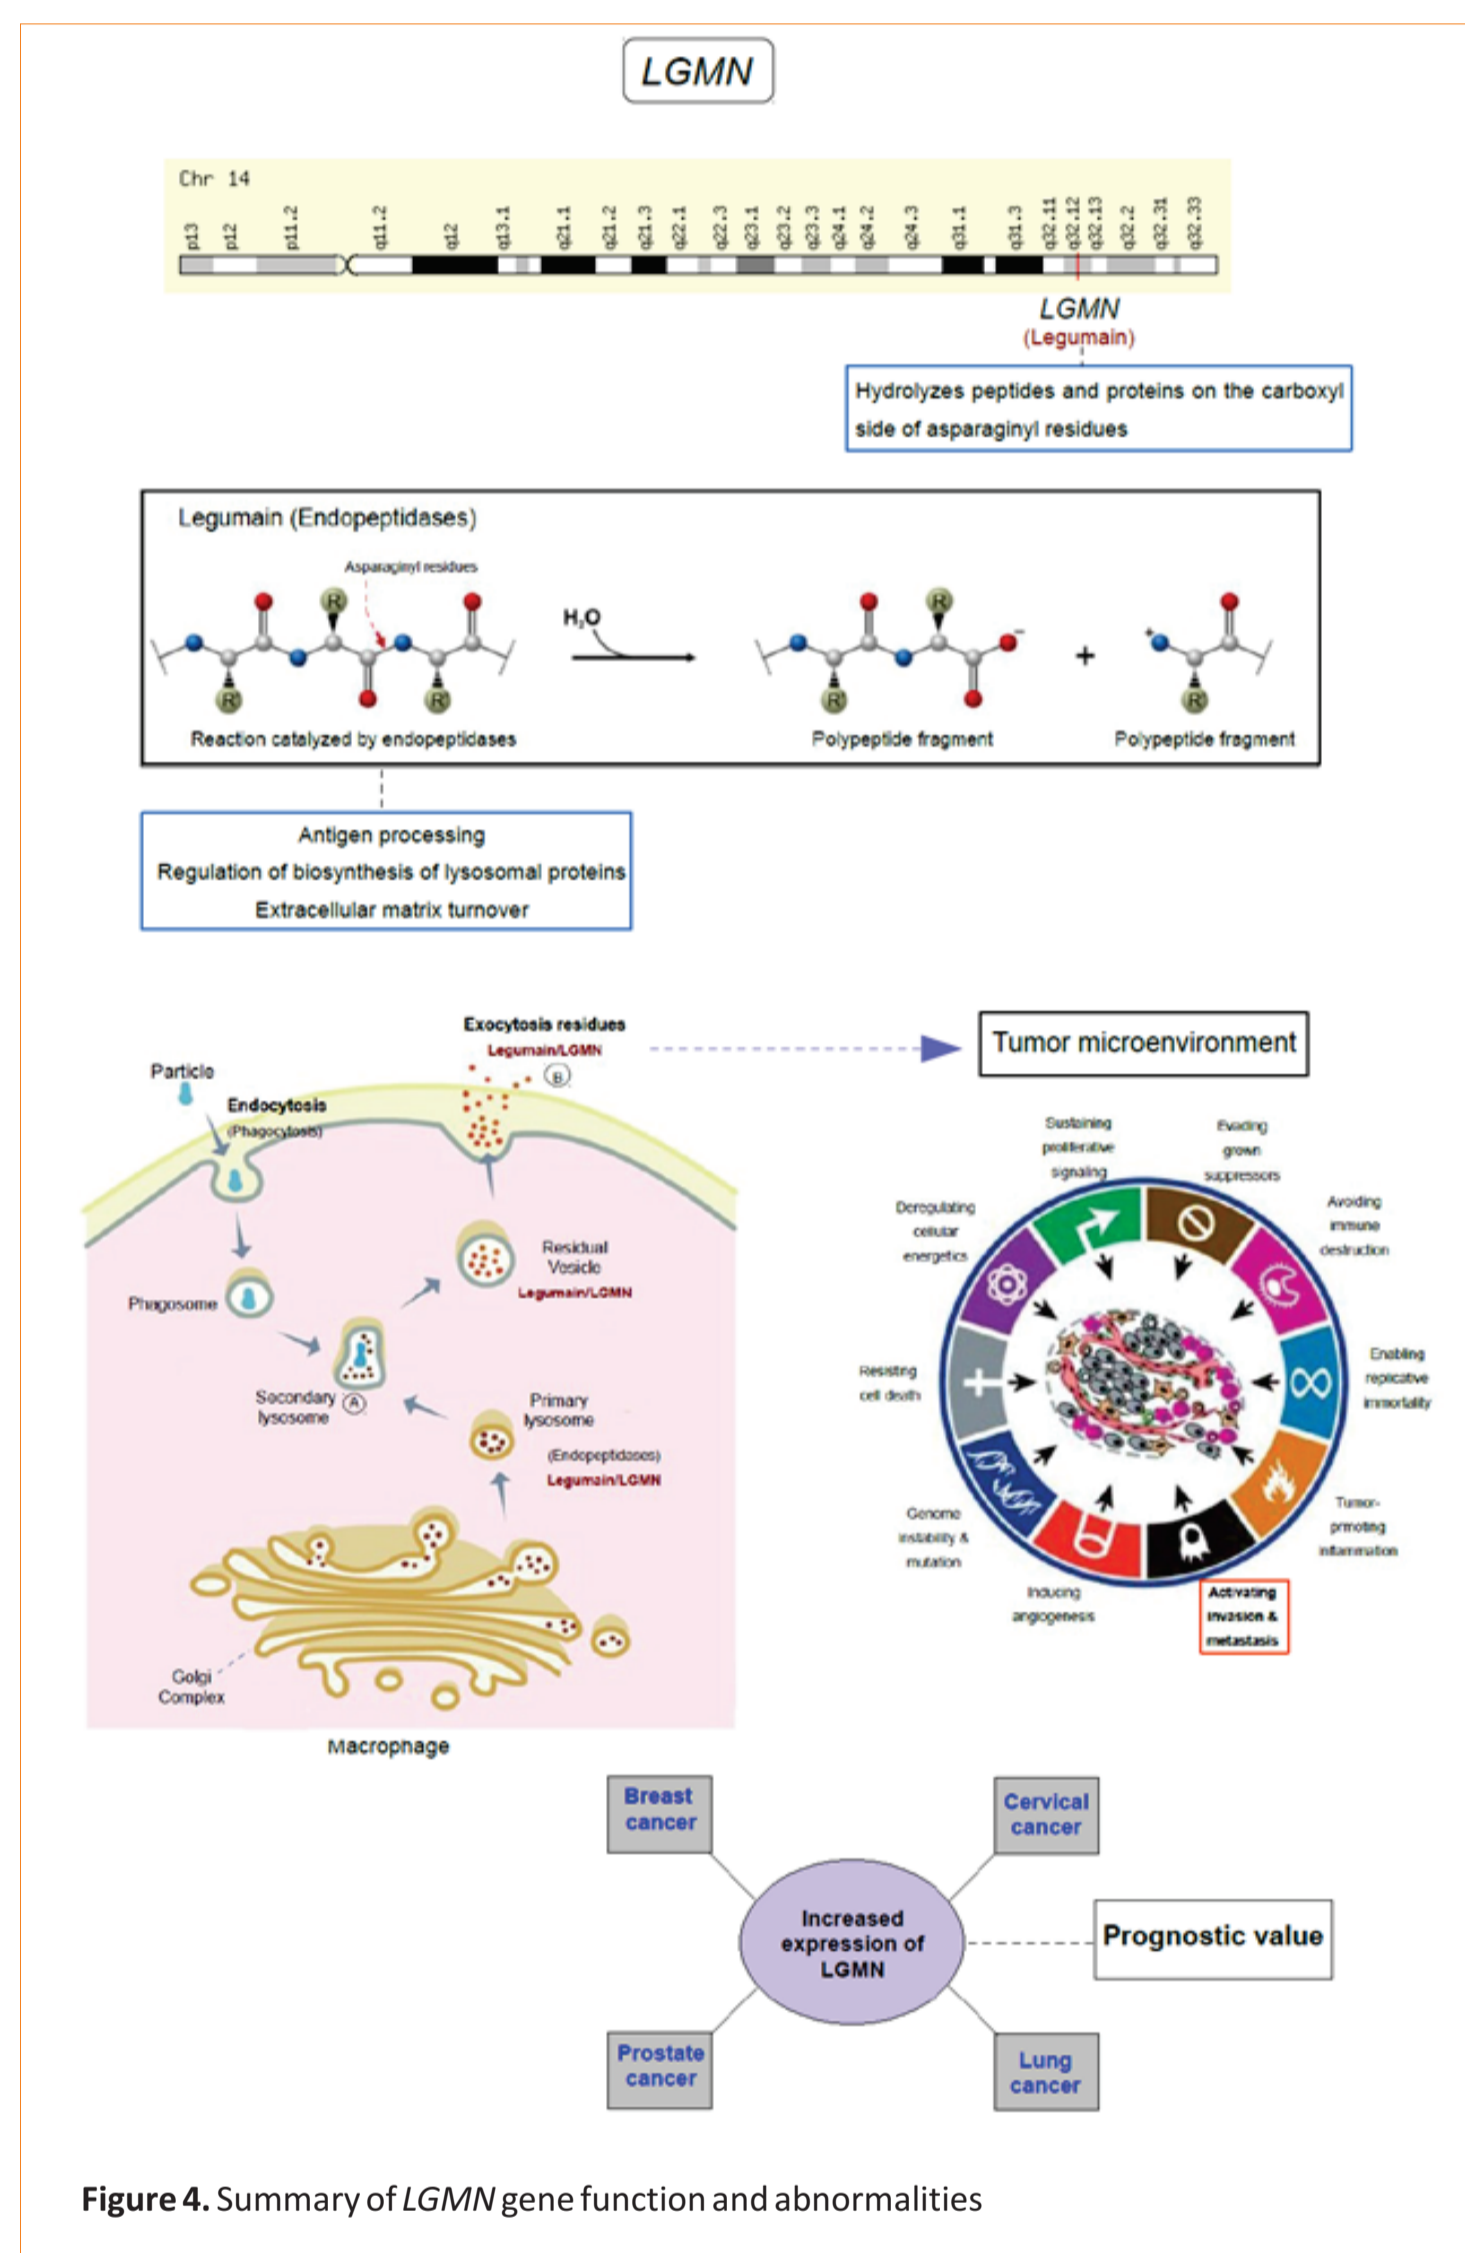 LGMN
Chr 14
p13
p12
p11.2
q11.2
q12
q13.1
q21.1
q21.2
q21.3
q22.1
q22.3
q23.1
q23.2
q23.3
q24.1
q24.2
q24.3
q31.1
q31.3
q32.11
q32.12
q32.13
q32.2
q32.31
q32.33
LGMN
(Legumain)
Hydrolyzes peptides and proteins on the carboxyl
side of asparaginyl residues
Legumain (Endopeptidases)
Asparaginyl residues
R
R'
R'
H₂O
R
R'
-
+
+
R'
Reaction catalyzed by endopeptidases
Polypeptide fragment
Polypeptide fragment
Antigen processing
Regulation of biosynthesis of lysosomal proteins
Extracellular matrix turnover
Exocytosis residues
Legumain/LGMN
B
Particle
Endocytosis
(Phagocytosis)
Phagosome
Residual
Vesicle
Legumain/LGMN
Secondary
lysosome
A
Primary
lysosome
(Endopeptidases)
Legumain/LGMN
Golgi
Complex
Macrophage
Tumor microenvironment
Sustaining
proliferative
signaling
Evading
grown
suppressors
Deregulating
cellular
energetics
Avoiding
immune
destruction
Resisting
cell death
Enabling
replicative
immortality
Genome
instability &
mutation
Tumor-
prmoting
inflammation
Inducing
angiogenesis
Activating
invasion &
metastasis
Breast
cancer
Cervical
cancer
Increased
expression of
LGMN
Prognostic value
Prostate
cancer
Lung
cancer
Figure 4. Summary of LGMN gene function and abnormalities